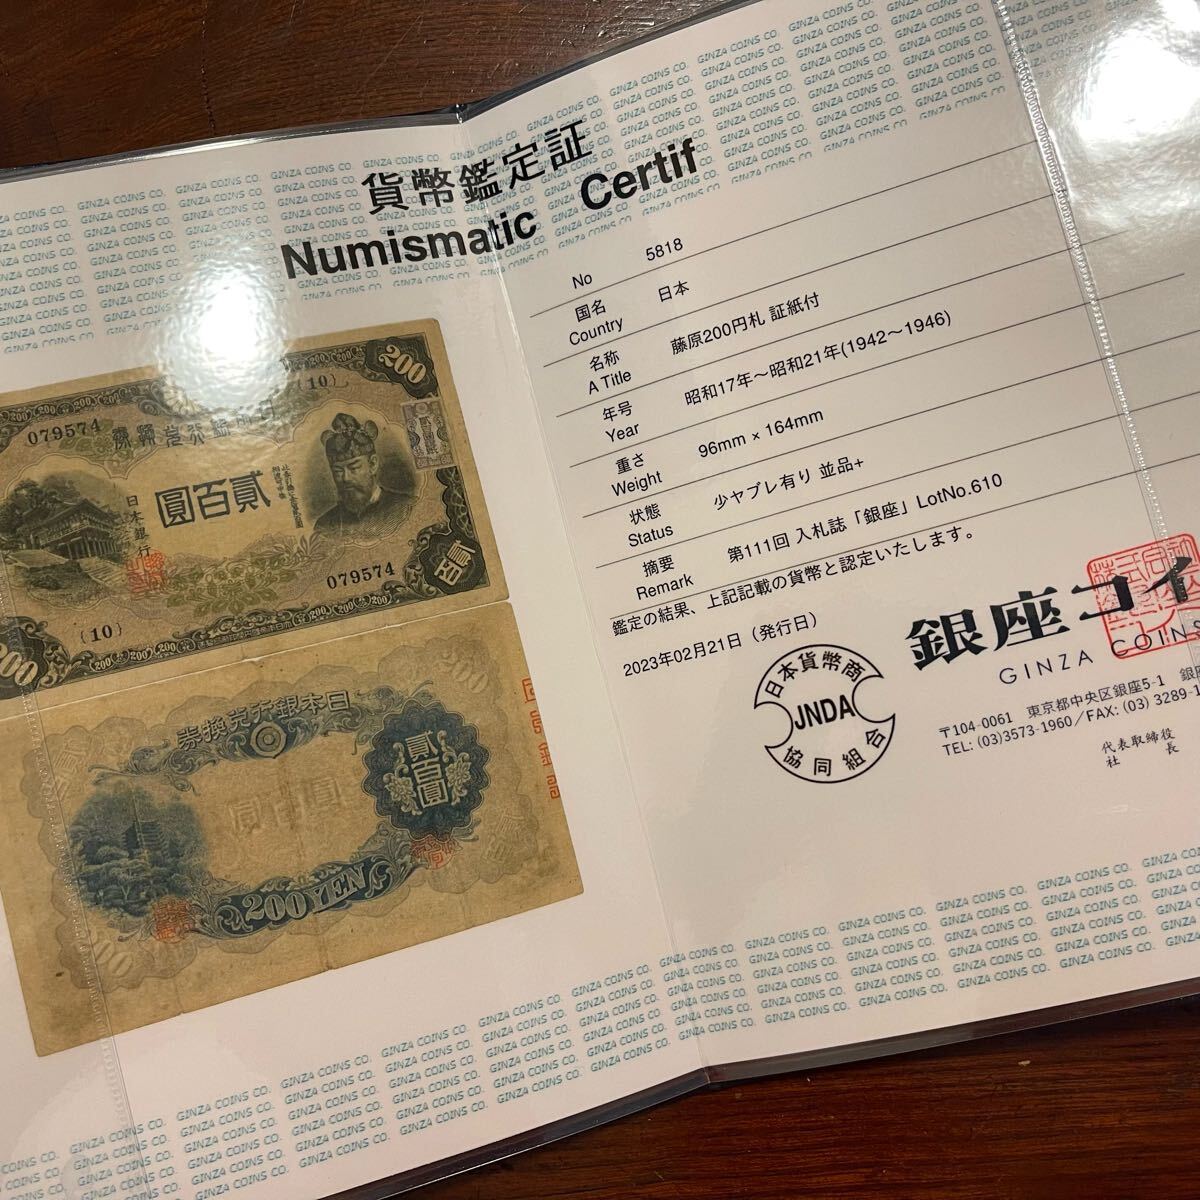 貨幣鑑定証
Numismatic Certif
No 5818
国名 日本
Country
名称 藤原200円札 証紙付
A Title
年号 昭和17年～昭和21年(1942～1946)
Year
重さ 96mm × 164mm
Weight
状態 少ヤブレ有り 並品+
Status
摘要 第111回 入札誌「銀座」LotNo.610
Remark
鑑定の結果、上記記載の貨幣と認定いたします。
2023年02月21日（発行日）
日本貨幣商
JNDA
協同組合
銀座コイ
GINZA COINS
〒104-0061 東京都中央区銀座5-1 銀座
TEL: (03)3573-1960／FAX: (03) 3289-1
代表取締役
社 長
200
(10)
079574
日本銀行
圓百貳
079574
貳百
(10)
200
券換兌行銀本日
貳百圓
200 YEN
GINZA COINS CO.